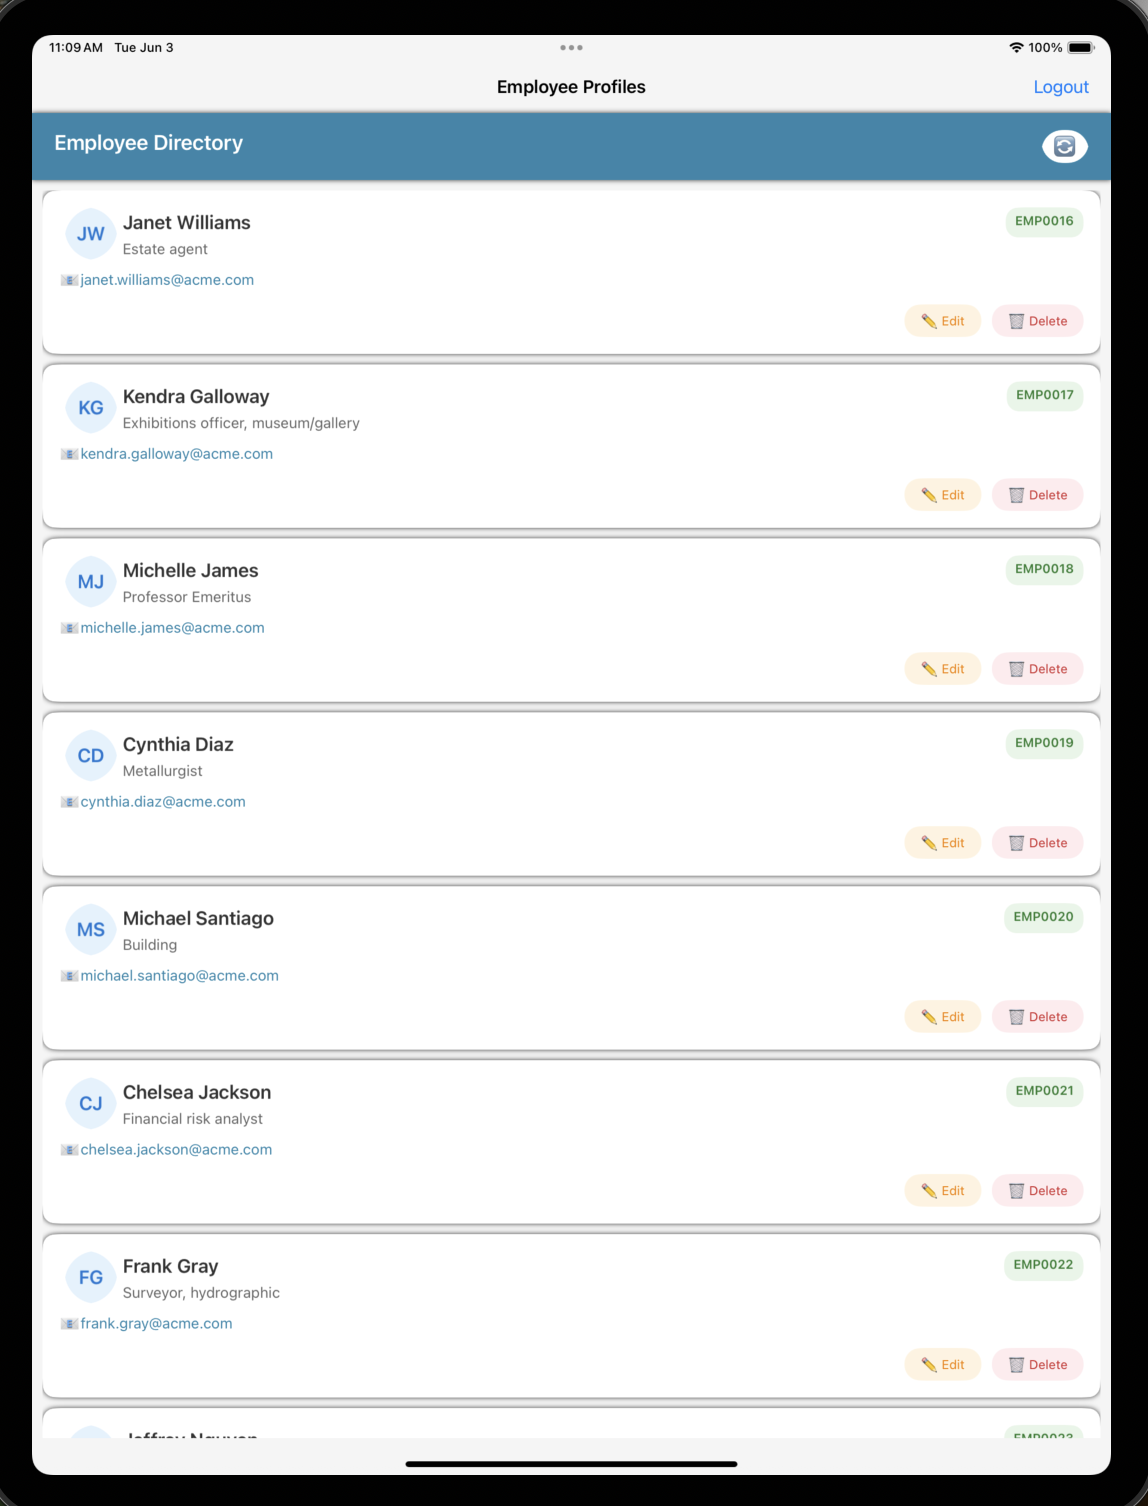 11:09 AM Tue Jun 3
100%
Employee Profiles
Logout
Employee Directory
JW
Janet Williams
EMP0016
Estate agent
janet.williams@acme.com
Edit
Delete
KG
Kendra Galloway
EMP0017
Exhibitions officer, museum/gallery
kendra.galloway@acme.com
Edit
Delete
MJ
Michelle James
EMP0018
Professor Emeritus
michelle.james@acme.com
Edit
Delete
CD
Cynthia Diaz
EMP0019
Metallurgist
cynthia.diaz@acme.com
Edit
Delete
MS
Michael Santiago
EMP0020
Building
michael.santiago@acme.com
Edit
Delete
CJ
Chelsea Jackson
EMP0021
Financial risk analyst
chelsea.jackson@acme.com
Edit
Delete
FG
Frank Gray
EMP0022
Surveyor, hydrographic
frank.gray@acme.com
Edit
Delete
EMP0023